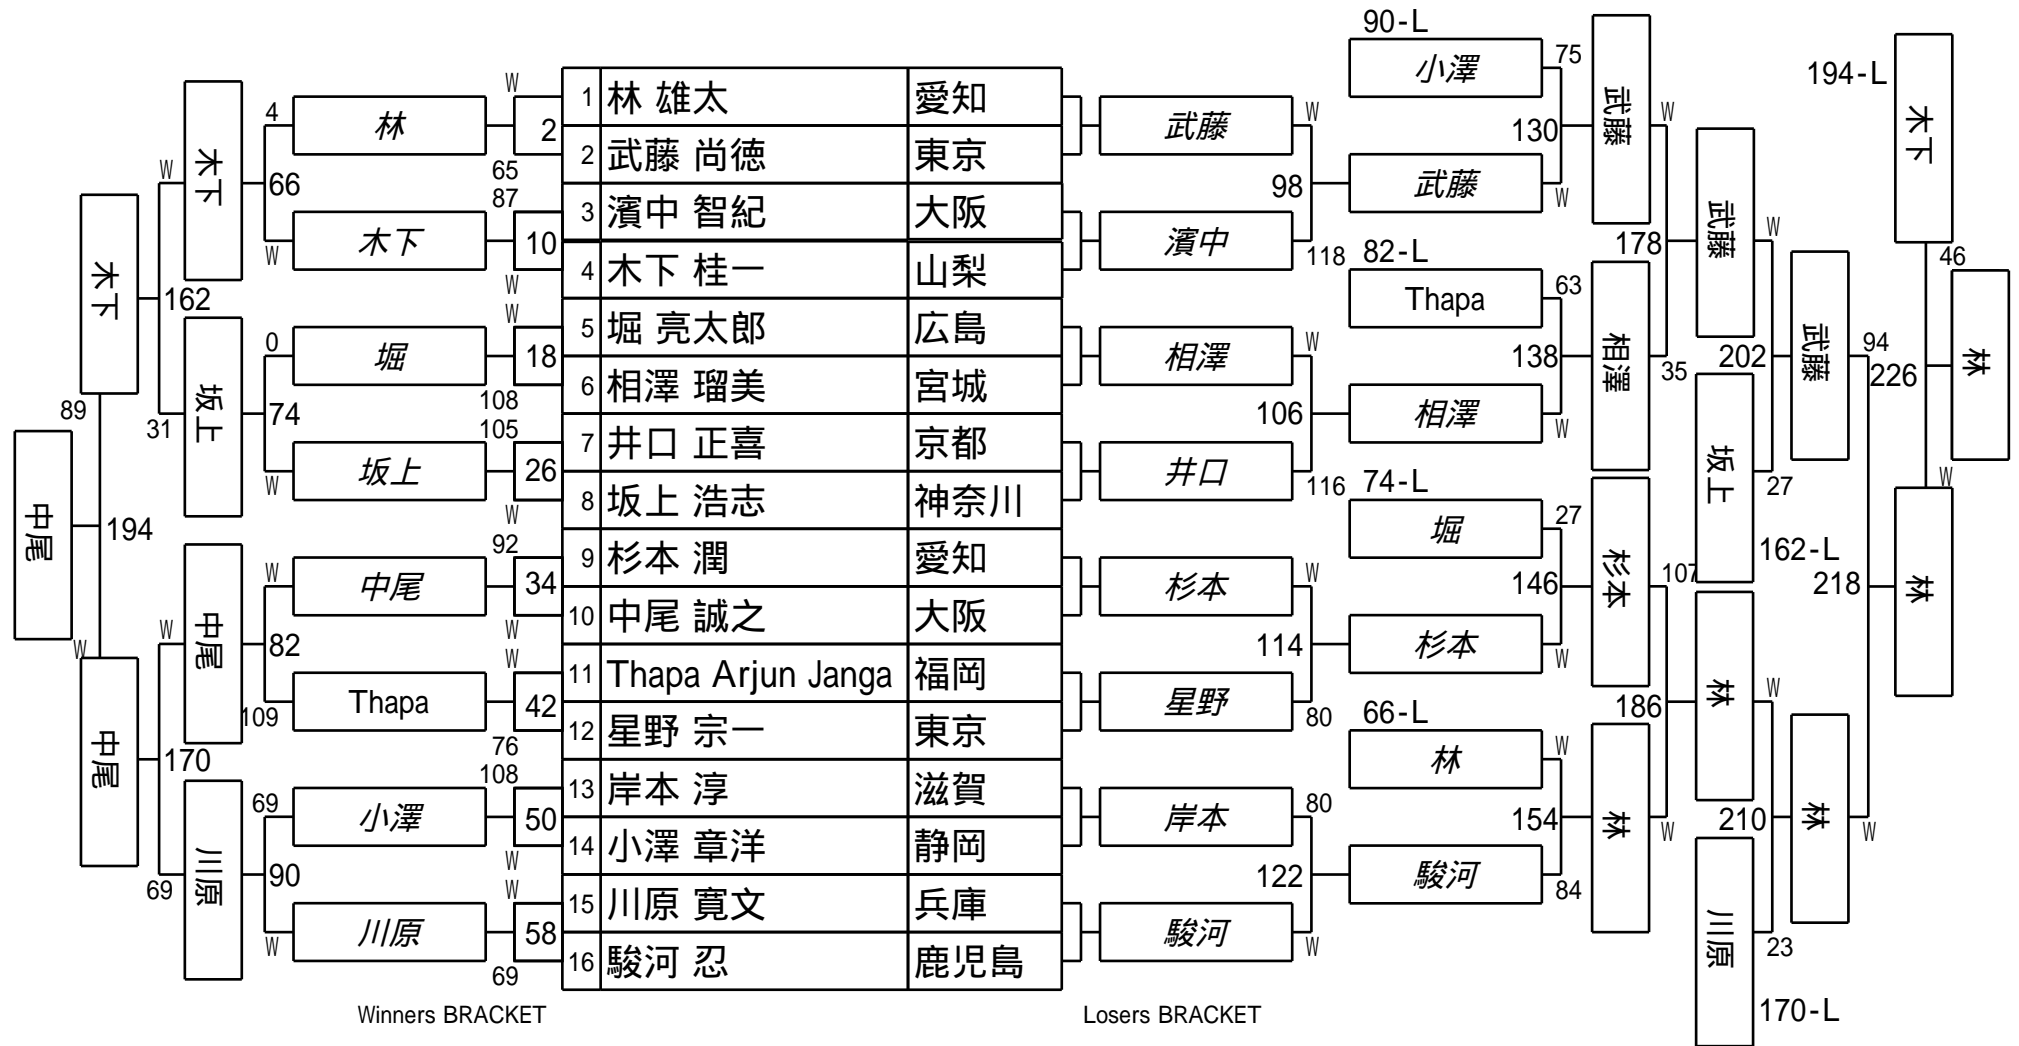 90-L
小澤
75
194-L
木下
W
4
林
W
2
1 林 雄太 愛知
武藤
W
130
武藤
W
木下
W
66
65
2 武藤 尚徳 東京
98
武藤
W
87
3 濱中 智紀 大阪
木下
W
10
濱中
118
178
武藤
W
46
4 木下 桂一 山梨
82-L
木下
162
W
Thapa
63
林
0
堀
W
18
5 堀 亮太郎 広島
相澤
W
138
相澤
35
202
武藤
94
226
6 相澤 瑠美 宮城
89
31
坂上
74
108
105
106
相澤
W
7 井口 正喜 京都
坂上
W
26
井口
116
74-L
坂上
27
W
8 坂上 浩志 神奈川
中尾
194
W
堀
27
92
9 杉本 潤 愛知
162-L
W
中尾
34
杉本
W
146
杉本
107
218
林
10 中尾 誠之 大阪
W
W
中尾
82
W
114
杉本
W
11 Thapa Arjun Janga 福岡
109
Thapa
42
星野
80
66-L
186
林
W
12 星野 宗一 東京
W
中尾
170
76
林
W
108
13 岸本 淳 滋賀
69
小澤
50
岸本
80
154
林
W
210
林
W
14 小澤 章洋 静岡
W
69
川原
90
W
122
駿河
84
15 川原 寛文 兵庫
W
川原
58
駿河
W
川原
23
16 駿河 忍 鹿児島
69
Winners BRACKET
Losers BRACKET
170-L